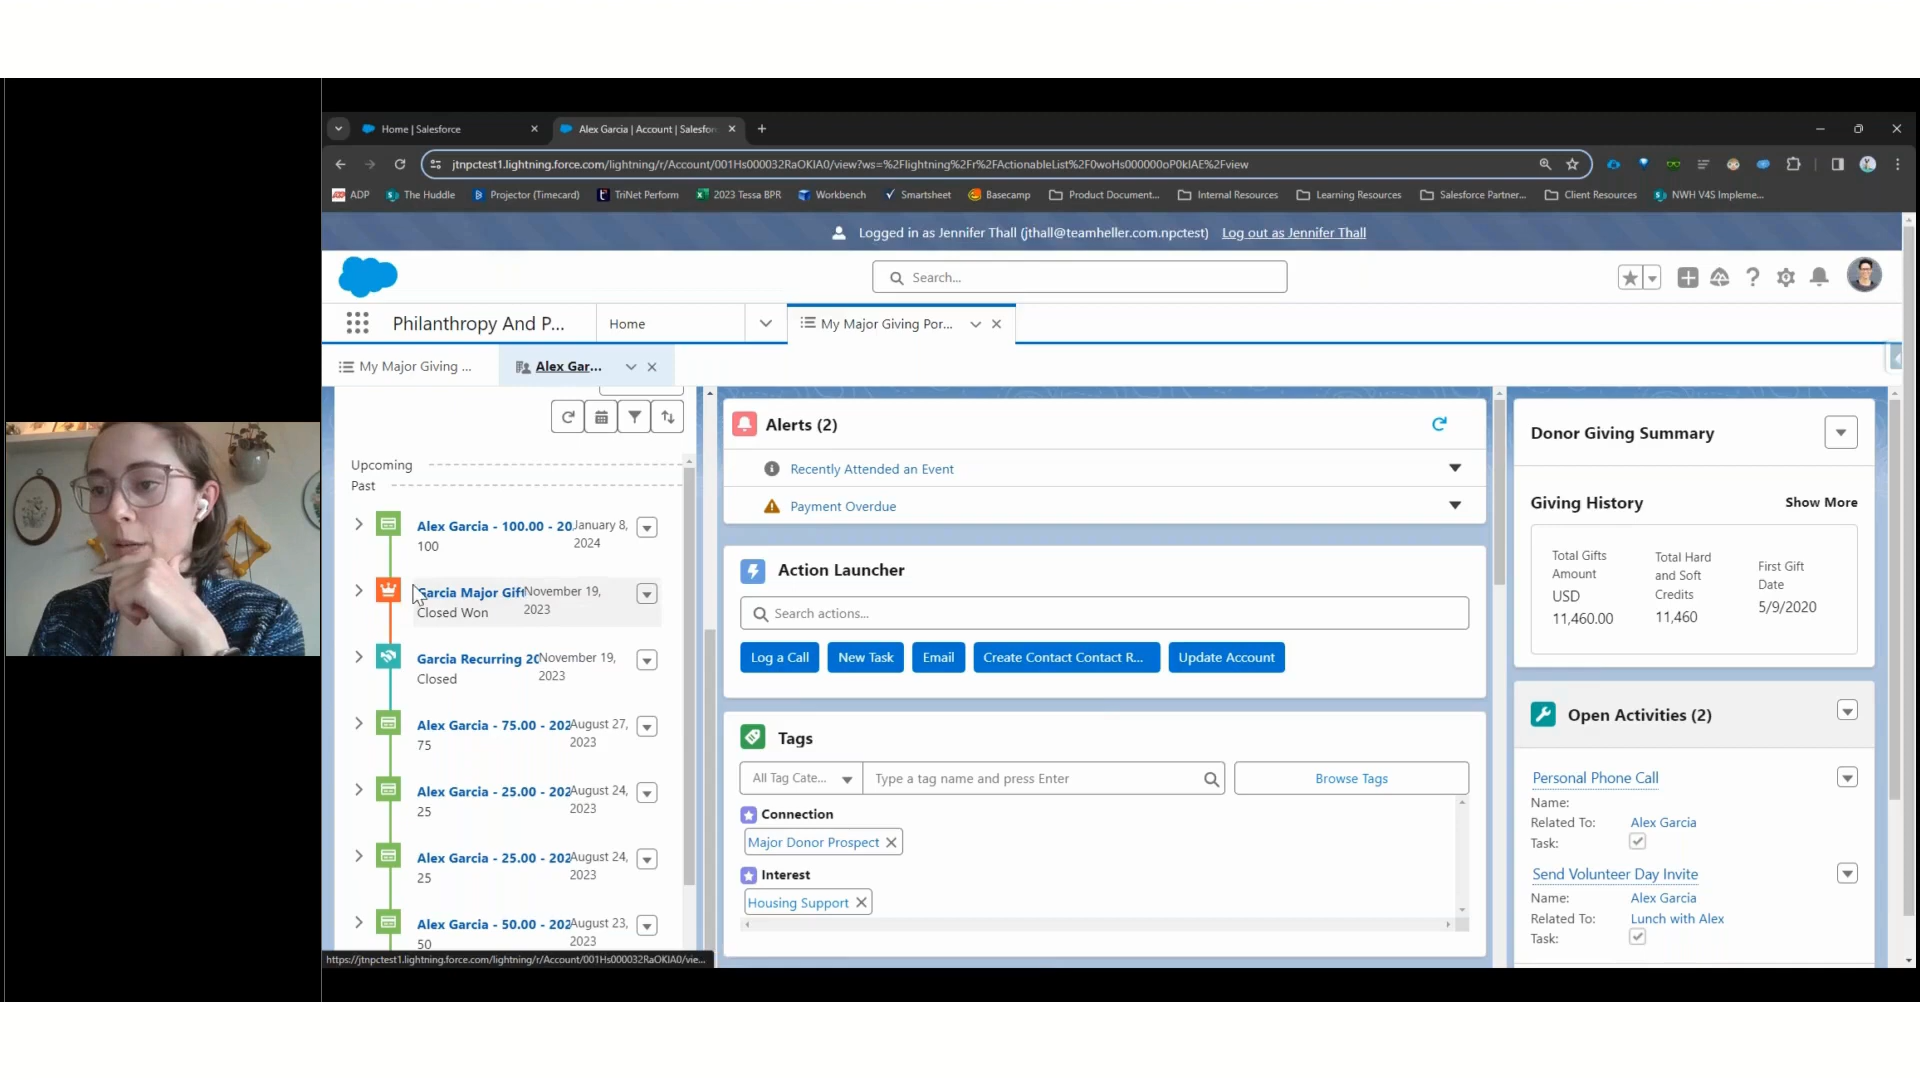 Home | Salesforce
Alex Garcia | Account | Salesfor
jtnpctest1.lightning.force.com/lightning/r/Account/001Hs000032RaOKIA0/view?ws=%2Flightning%2Fr%2FActionableList%2F0woHs000000oP0kIAE%2Fview
ADP The Huddle Projector (Timecard) TriNet Perform 2023 Tessa BPR Workbench Smartsheet Basecamp Product Document... Internal Resources Learning Resources Salesforce Partner... Client Resources NWH V4S Impleme...
Logged in as Jennifer Thall (jthall@teamheller.com.npctest) Log out as Jennifer Thall
Search...
Philanthropy And P... Home My Major Giving Por...
My Major Giving ... Alex Gar...
Upcoming
Past
Alex Garcia - 100.00 - 20 January 8, 2024
100
Garcia Major Gift November 19, 2023
Closed Won
Garcia Recurring 20 November 19, 2023
Closed
Alex Garcia - 75.00 - 202 August 27, 2023
75
Alex Garcia - 25.00 - 202 August 24, 2023
25
Alex Garcia - 25.00 - 202 August 24, 2023
25
Alex Garcia - 50.00 - 202 August 23, 2023
50
https://jtnpctest1.lightning.force.com/lightning/r/Account/001Hs000032RaOKIA0/vie...
Alerts (2)
Recently Attended an Event
Payment Overdue
Action Launcher
Search actions...
Log a Call New Task Email Create Contact Contact R... Update Account
Tags
All Tag Cate... Type a tag name and press Enter Browse Tags
Connection
Major Donor Prospect
Interest
Housing Support
Donor Giving Summary
Giving History Show More
Total Gifts Amount
USD 11,460.00
Total Hard and Soft Credits
11,460
First Gift Date
5/9/2020
Open Activities (2)
Personal Phone Call
Name:
Related To: Alex Garcia
Task:
Send Volunteer Day Invite
Name: Alex Garcia
Related To: Lunch with Alex
Task: